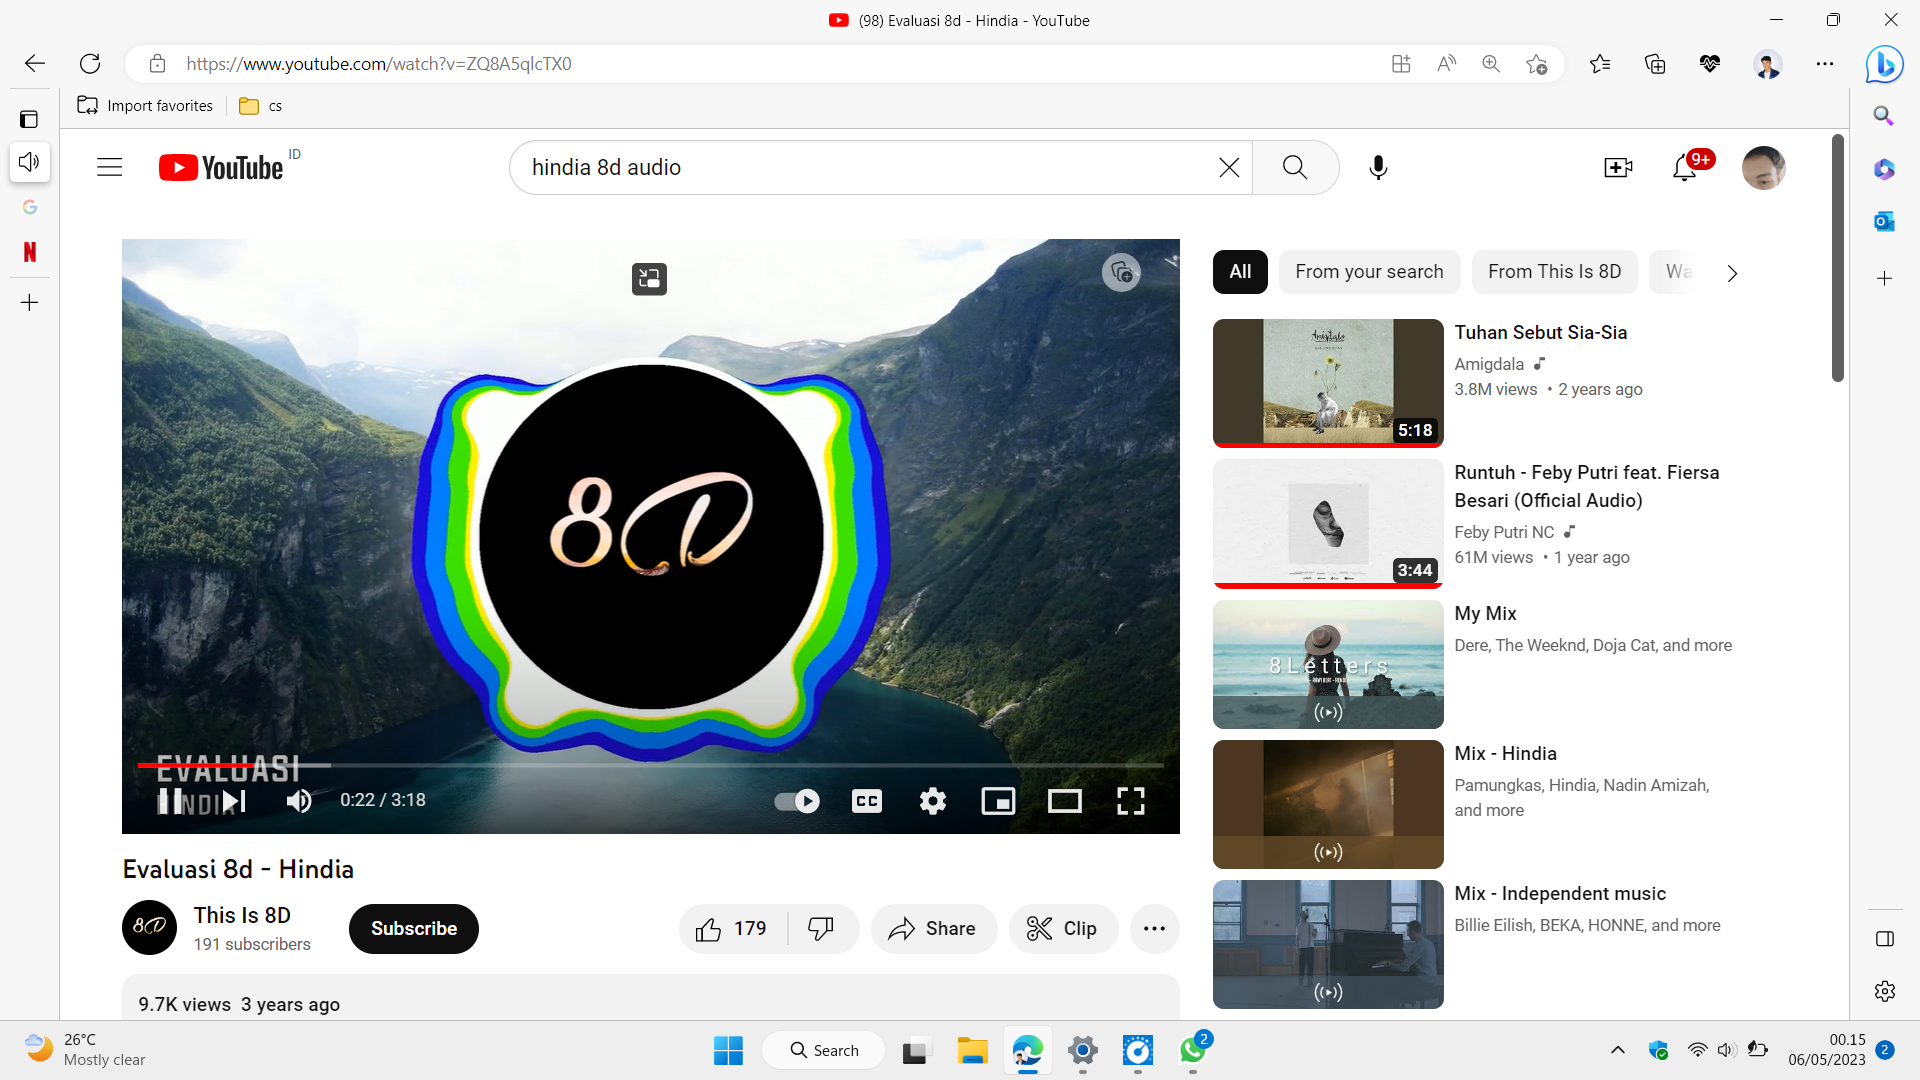 (98) Evaluasi 8d - Hindia - YouTube
https://www.youtube.com/watch?v=ZQ8A5qlcTX0
Import favorites
cs
YouTube ID
hindia 8d audio
9+
All
From your search
From This Is 8D
Wa
8D
EVALUASI
HINDIA
0:22 / 3:18
CC
Evaluasi 8d - Hindia
8D
This Is 8D
191 subscribers
Subscribe
179
Share
Clip
9.7K views 3 years ago
Amigdala
5:18
Tuhan Sebut Sia-Sia
Amigdala
3.8M views • 2 years ago
3:44
Runtuh - Feby Putri feat. Fiersa
Besari (Official Audio)
Feby Putri NC
61M views • 1 year ago
8 Letters
My Mix
Dere, The Weeknd, Doja Cat, and more
Mix - Hindia
Pamungkas, Hindia, Nadin Amizah,
and more
Mix - Independent music
Billie Eilish, BEKA, HONNE, and more
26°C
Mostly clear
Search
2
00.15
06/05/2023
2